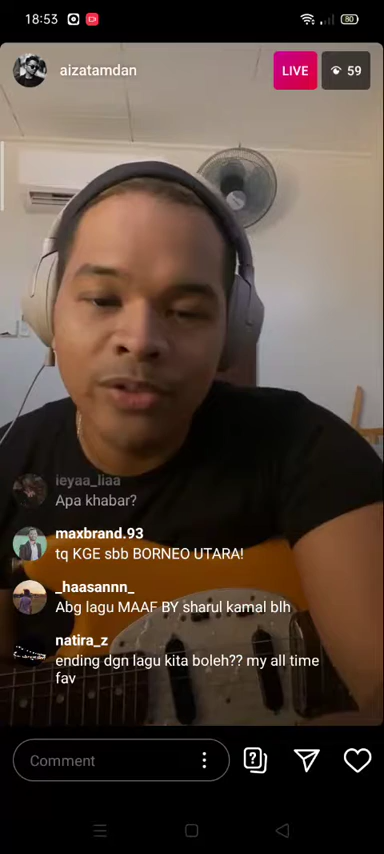 18:53
80
aizatamdan
LIVE
59
ieyaa_liaa
Apa khabar?
maxbrand.93
tq KGE sbb BORNEO UTARA!
_haasannn_
Abg lagu MAAF BY sharul kamal blh
natira_z
ending dgn lagu kita boleh?? my all time
fav
Comment